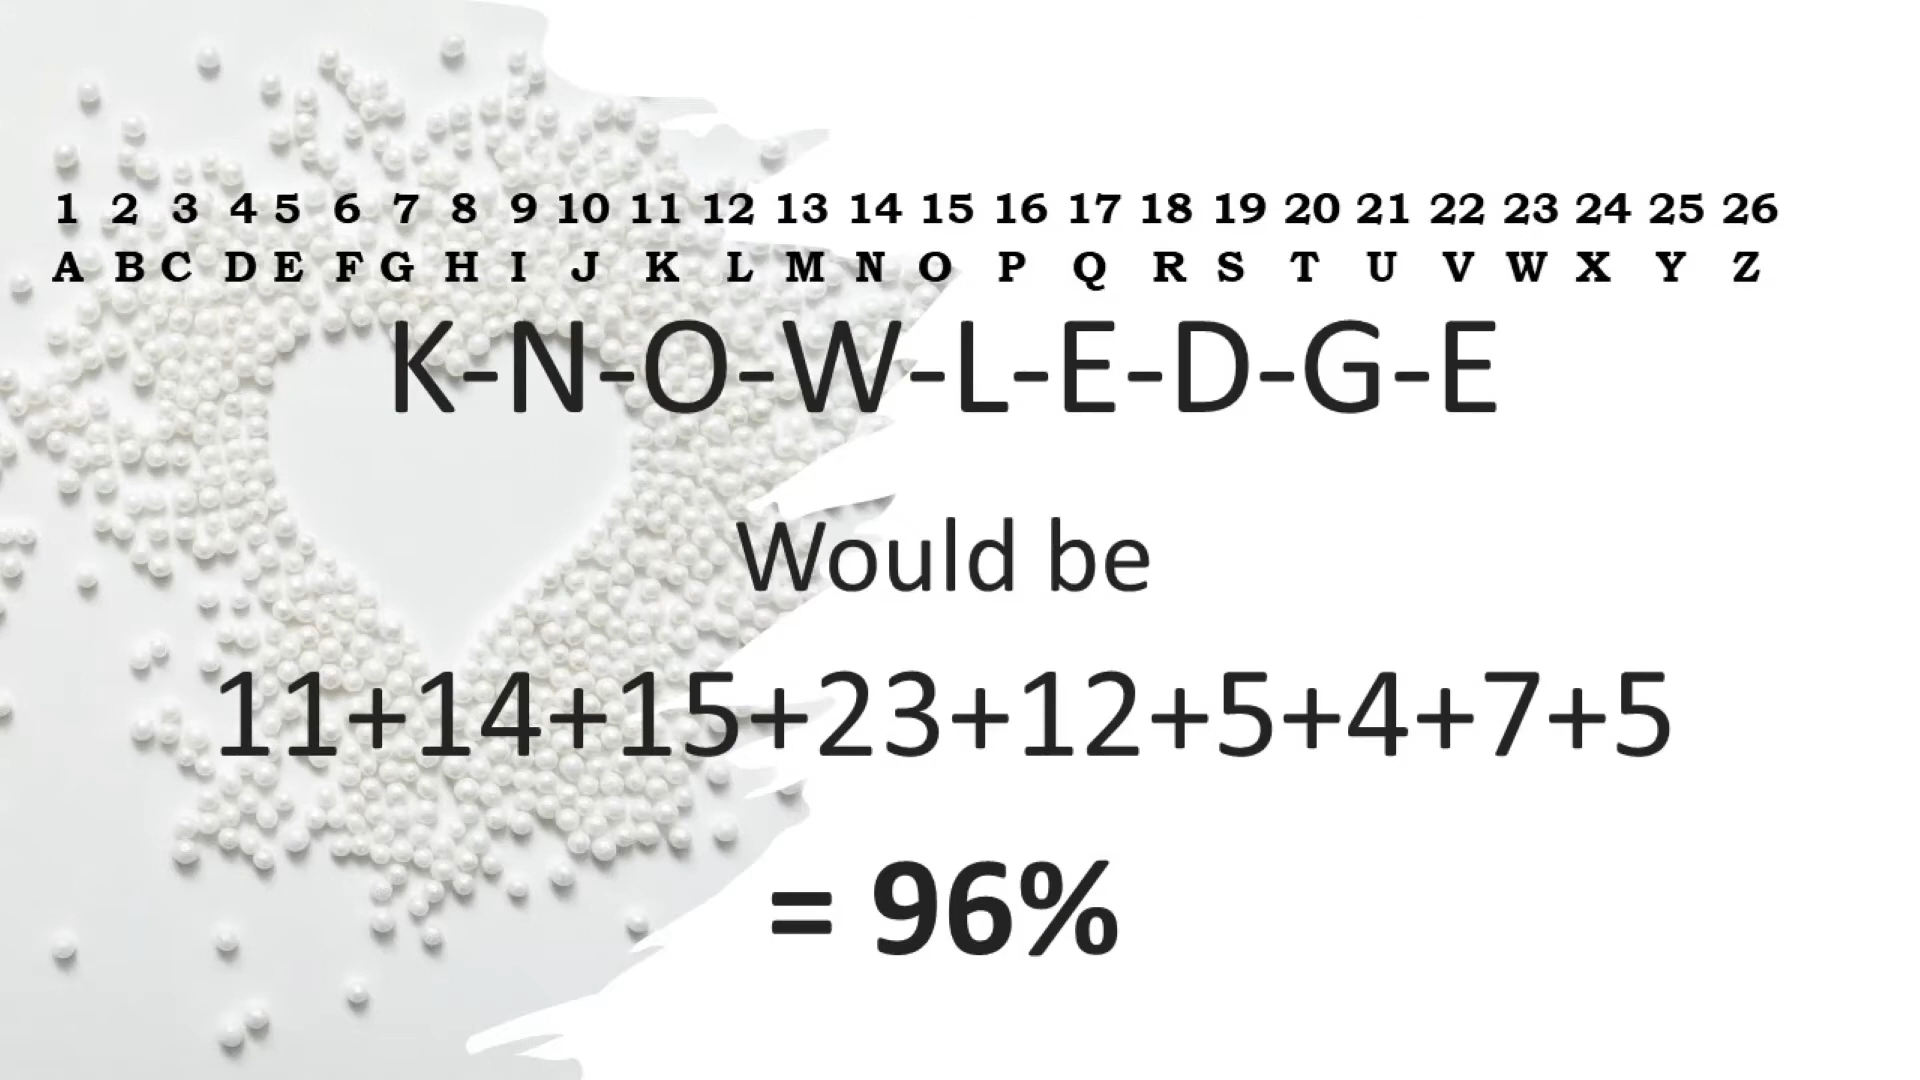 1 2 3 4 5 6 7 8 9 10 11 12 13 14 15 16 17 18 19 20 21 22 23 24 25 26
A B C D E F G H I J K L M N O P Q R S T U V W X Y Z
K-N-O-W-L-E-D-G-E
Would be
11+14+15+23+12+5+4+7+5
= 96%